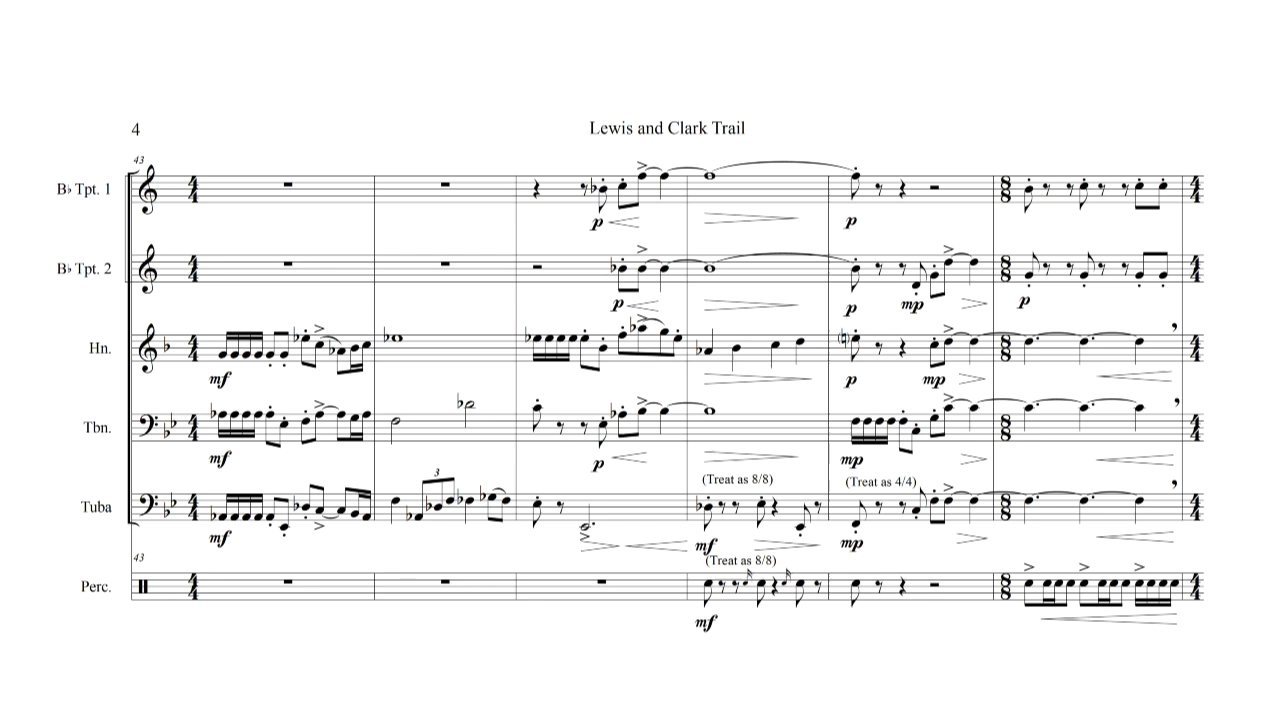 4
Lewis and Clark Trail
43
B♭ Tpt. 1
p
p
B♭ Tpt. 2
p
p
mp
p
Hn.
mf
p
mp
Tbn.
mf
p
mp
(Treat as 8/8)
(Treat as 4/4)
3
Tuba
mf
mf
mp
43
(Treat as 8/8)
Perc.
mf